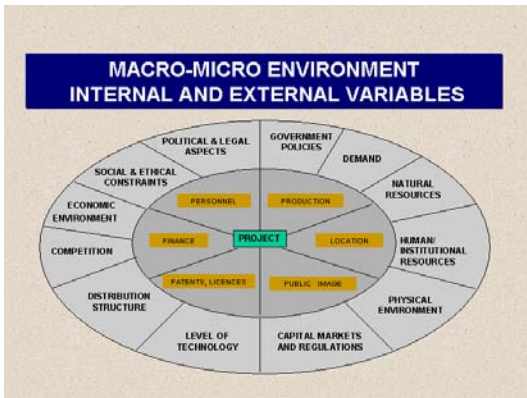 MACRO-MICRO ENVIRONMENT
INTERNAL AND EXTERNAL VARIABLES
POLITICAL & LEGAL
ASPECTS
GOVERNMENT
POLICIES
DEMAND
SOCIAL & ETHICAL
CONSTRAINTS
NATURAL
RESOURCES
PERSONNEL
PRODUCTION
ECONOMIC
ENVIRONMENT
FINANCE
PROJECT
LOCATION
COMPETITION
HUMAN/
INSTITUTIONAL
RESOURCES
PATENTS, LICENCES
PUBLIC IMAGE
DISTRIBUTION
STRUCTURE
PHYSICAL
ENVIRONMENT
LEVEL OF
TECHNOLOGY
CAPITAL MARKETS
AND REGULATIONS